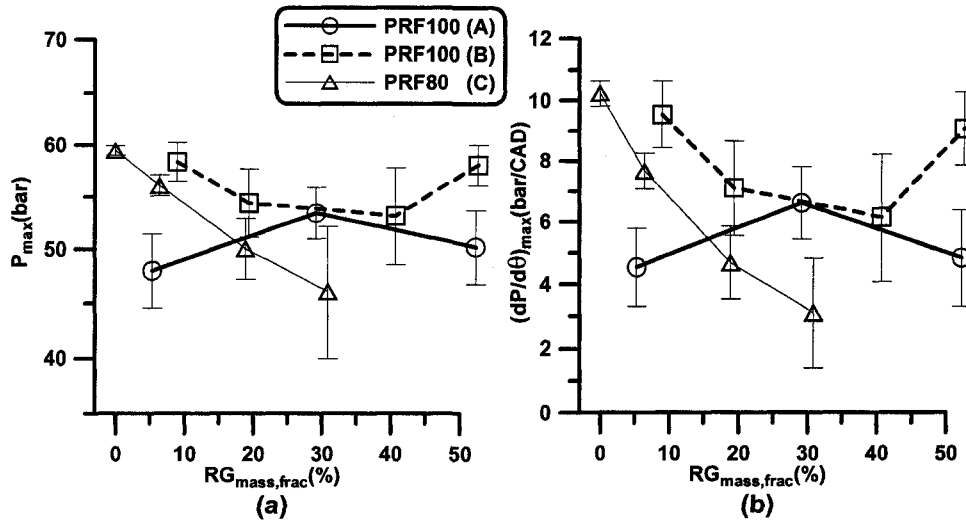 PRF100 (A)
PRF100 (B)
PRF80 (C)
70
60
50
40
P_max(bar)
0 10 20 30 40 50
RG_mass,frac(%)
(a)
12
10
8
6
4
2
0
(dP/dθ)_max(bar/CAD)
0 10 20 30 40 50
RG_mass,frac(%)
(b)